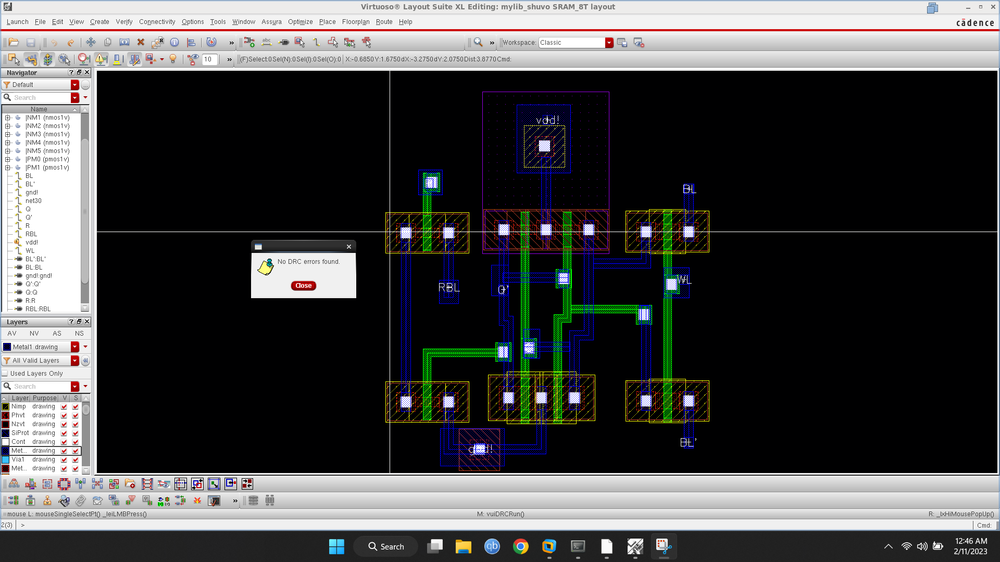 Virtuoso® Layout Suite XL Editing: mylib_shuvo SRAM_8T layout
Launch File Edit View Create Verify Connectivity Options Tools Window Assura Optimize Place Floorplan Route Help
cādence
Workspace: Classic
10
(F)Select:0 Sel(N):0 Sel(I):0 Sel(O):0 X:-0.6850 Y:1.6750 dX:-3.2750 dY:2.0750 Dist:3.8770 Cmd:
Navigator
Default
Search
Name
|NM1 (nmos1v)
|NM2 (nmos1v)
|NM3 (nmos1v)
|NM4 (nmos1v)
|NM5 (nmos1v)
|PM0 (pmos1v)
|PM1 (pmos1v)
BL
BL'
gnd!
net30
Q
Q'
R
RBL
vdd!
WL
BL':BL'
BL:BL
gnd!:gnd!
Q':Q'
Q:Q
R:R
RBL:RBL
Layers
AV NV AS NS
Metal1 drawing
All Valid Layers
Used Layers Only
Search
Layer Purpose V S
Nimp drawing
Phvt drawing
Nzvt drawing
SiProt drawing
Cont drawing
Met... drawing
Via1 drawing
Met... drawing
vdd!
BL
RBL
Q'
WL
BL'
gnd!
No DRC errors found.
Close
mouse L: mouseSingleSelectPt() _leiLMBPress()
M: vuiDRCRun()
R: _lxHiMousePopUp()
2(3) >
Cmd:
Search
12:46 AM
2/11/2023